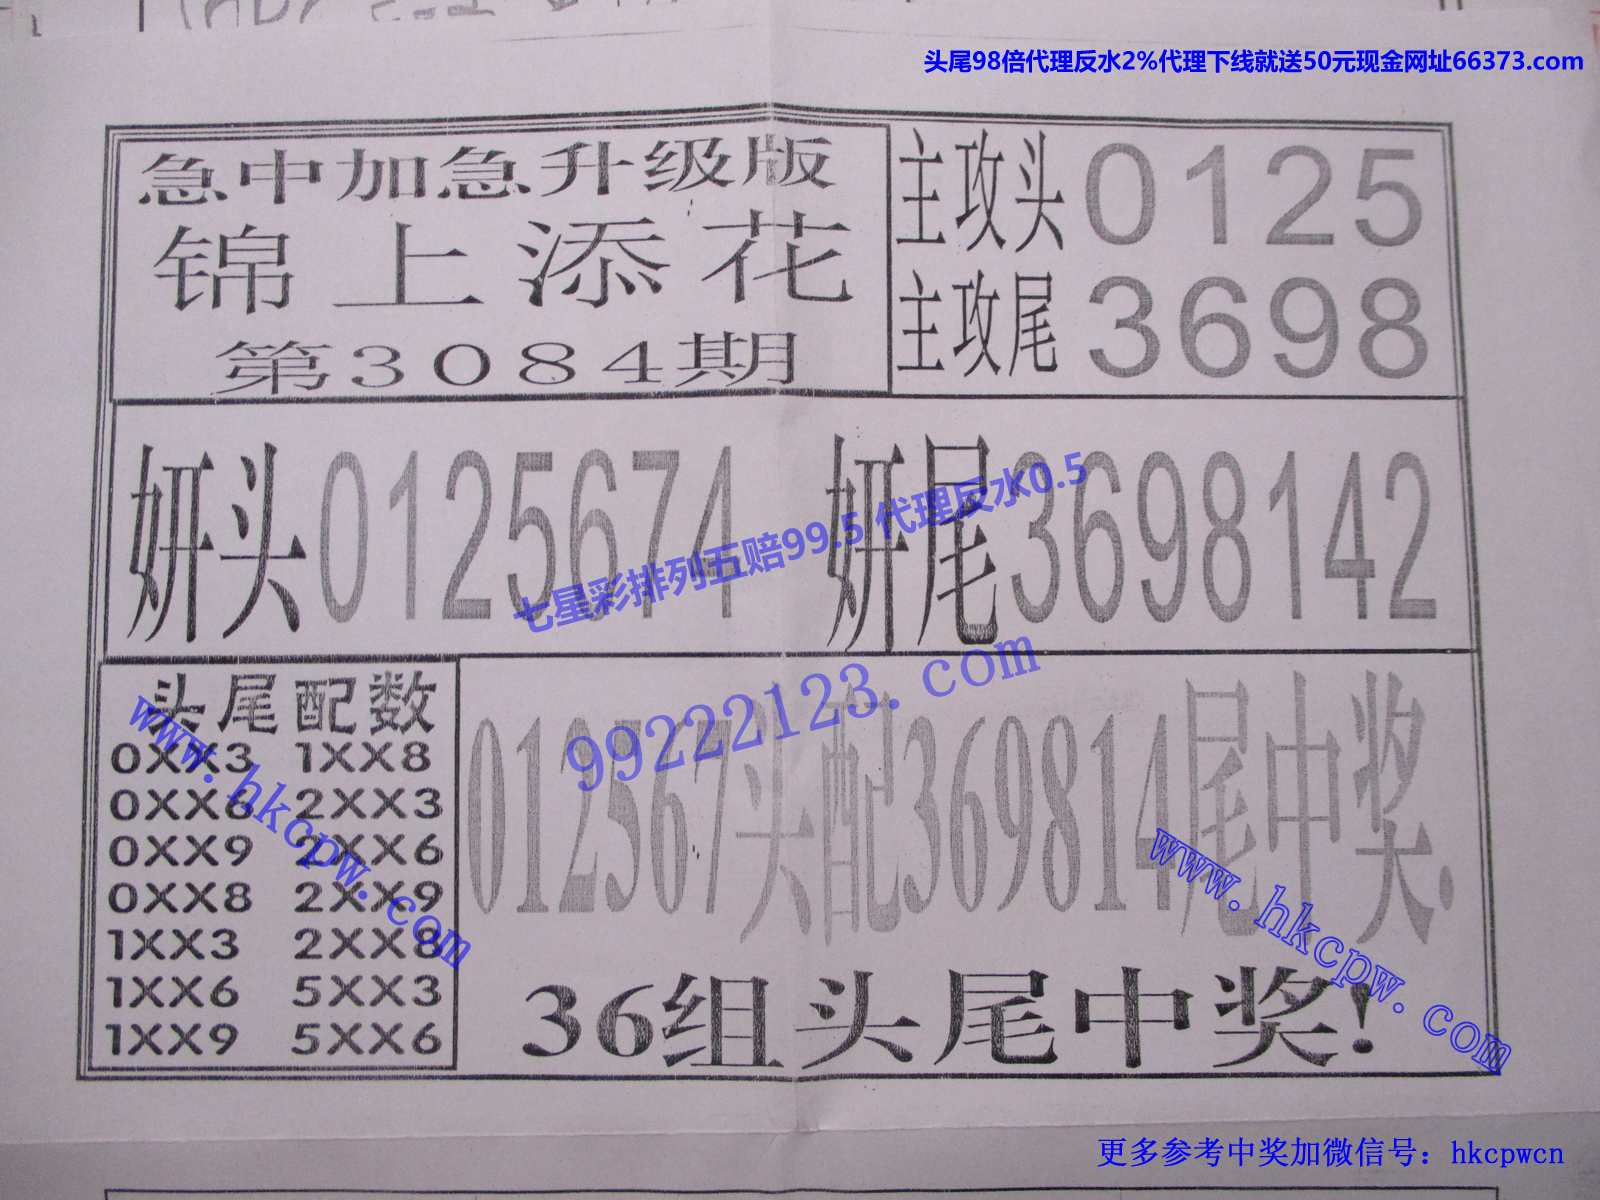 头尾98倍代理反水2%代理下线就送50元现金网址66373.com
急中加急升级版
锦上添花
第3084期
主攻头0125
主攻尾3698
妍头0125674 妍尾3698142
七星彩排列五赔99.5 代理反水0.5
99222123.com
头尾配数
0XX3 1XX8
0XX6 2XX3
0XX9 2XX6
0XX8 2XX9
1XX3 2XX8
1XX6 5XX3
1XX9 5XX6
012567头配369814尾中奖.
36组头尾中奖!
www.hkcpw.com
www.hkcpw.com
更多参考中奖加微信号：hkcpwcn